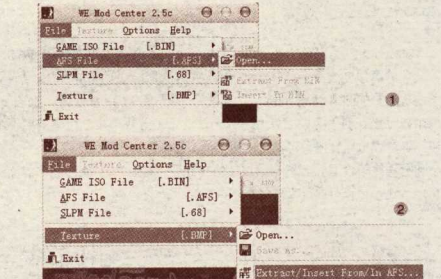 WE Mod Center 2.5c
File Texture Options Help
GAME ISO File [.BIN]
AFS File [.AFS] Open...
SLPM File [.68] Extract From BIN
Texture [.BMP] Insert To BIN
Exit
1
WE Mod Center 2.5c
File Texture Options Help
GAME ISO File [.BIN]
AFS File [.AFS]
SLPM File [.68]
2
Texture [.BMP] Open...
Save As...
Exit
Extract/Insert From/In AFS...